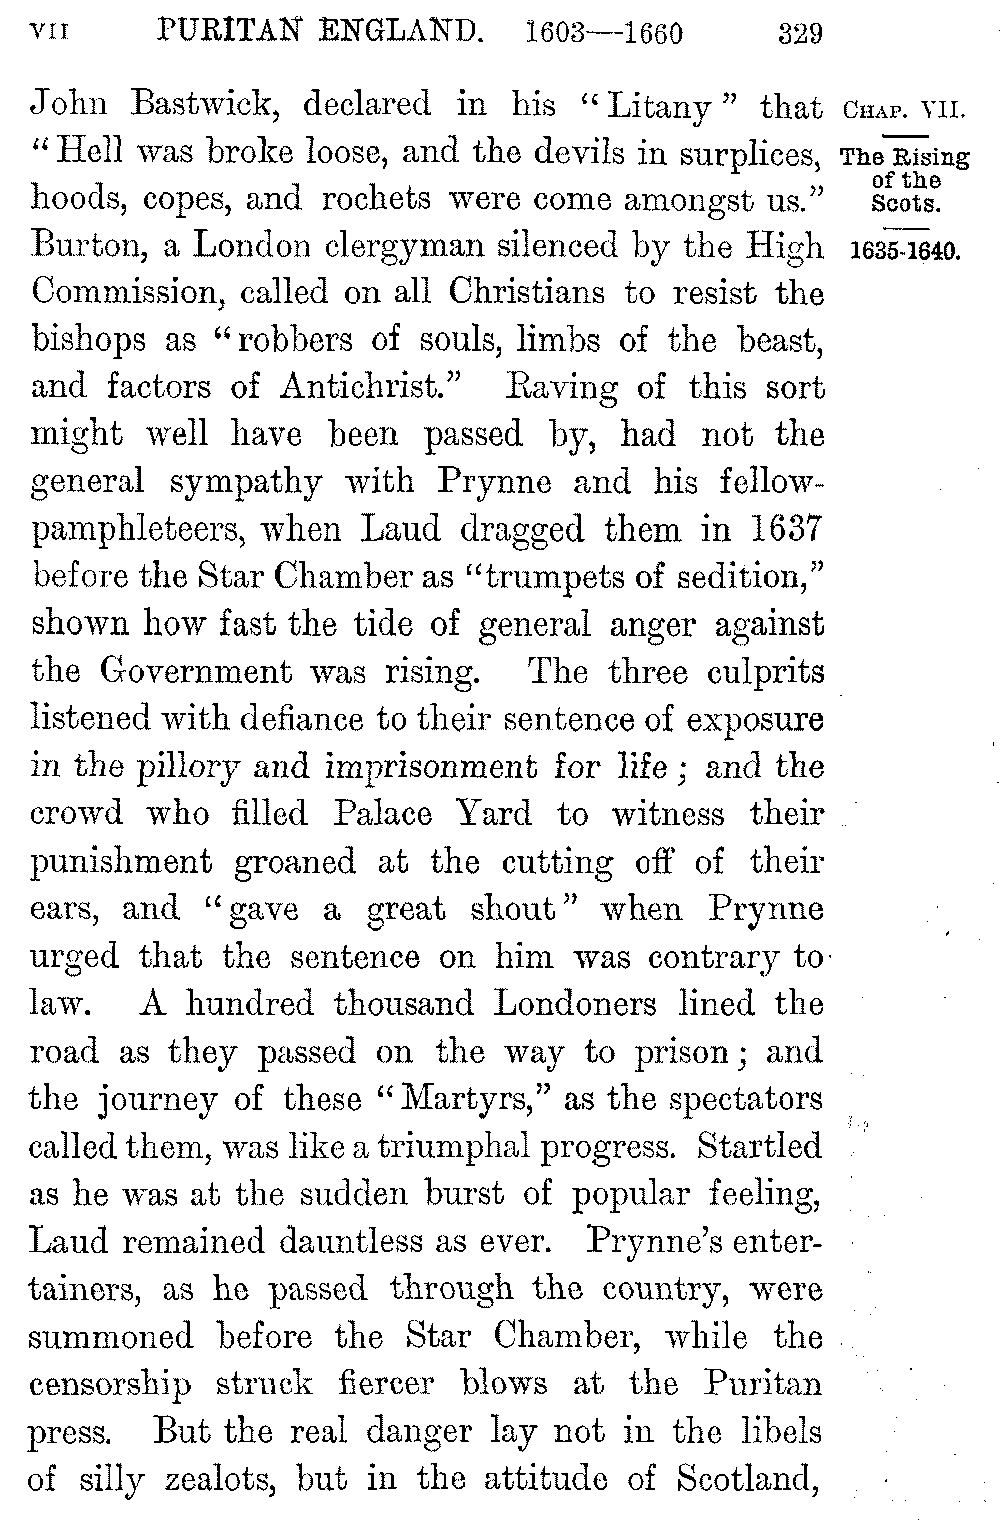 VII PURITAN ENGLAND. 1603—1660 329
John Bastwick, declared in his "Litany" that
"Hell was broke loose, and the devils in surplices,
hoods, copes, and rochets were come amongst us."
Burton, a London clergyman silenced by the High
Commission, called on all Christians to resist the
bishops as "robbers of souls, limbs of the beast,
and factors of Antichrist." Raving of this sort
might well have been passed by, had not the
general sympathy with Prynne and his fellow-
pamphleteers, when Laud dragged them in 1637
before the Star Chamber as "trumpets of sedition,"
shown how fast the tide of general anger against
the Government was rising. The three culprits
listened with defiance to their sentence of exposure
in the pillory and imprisonment for life; and the
crowd who filled Palace Yard to witness their
punishment groaned at the cutting off of their
ears, and "gave a great shout" when Prynne
urged that the sentence on him was contrary to
law. A hundred thousand Londoners lined the
road as they passed on the way to prison; and
the journey of these "Martyrs," as the spectators
called them, was like a triumphal progress. Startled
as he was at the sudden burst of popular feeling,
Laud remained dauntless as ever. Prynne's enter-
tainers, as he passed through the country, were
summoned before the Star Chamber, while the
censorship struck fiercer blows at the Puritan
press. But the real danger lay not in the libels
of silly zealots, but in the attitude of Scotland,
CHAP. VII.
The Rising
of the
Scots.
1635-1640.